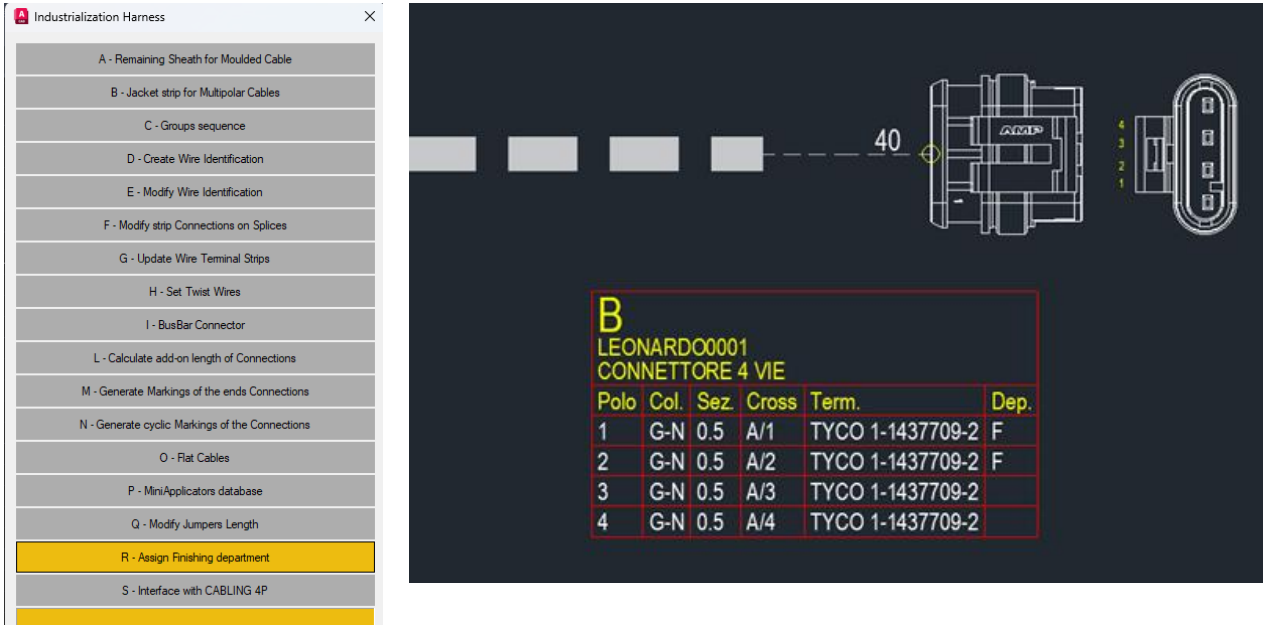 Industrialization Harness
A - Remaining Sheath for Moulded Cable
B - Jacket strip for Multipolar Cables
C - Groups sequence
D - Create Wire Identification
E - Modify Wire Identification
F - Modify strip Connections on Splices
G - Update Wire Terminal Strips
H - Set Twist Wires
I - BusBar Connector
L - Calculate add-on length of Connections
M - Generate Markings of the ends Connections
N - Generate cyclic Markings of the Connections
O - Flat Cables
P - MiniApplicators database
Q - Modify Jumpers Length
R - Assign Finishing department
S - Interface with CABLING 4P
40
AMP
4
3
2
1
B
LEONARDO0001
CONNETTORE 4 VIE
Polo Col. Sez. Cross Term. Dep.
1 G-N 0.5 A/1 TYCO 1-1437709-2 F
2 G-N 0.5 A/2 TYCO 1-1437709-2 F
3 G-N 0.5 A/3 TYCO 1-1437709-2
4 G-N 0.5 A/4 TYCO 1-1437709-2